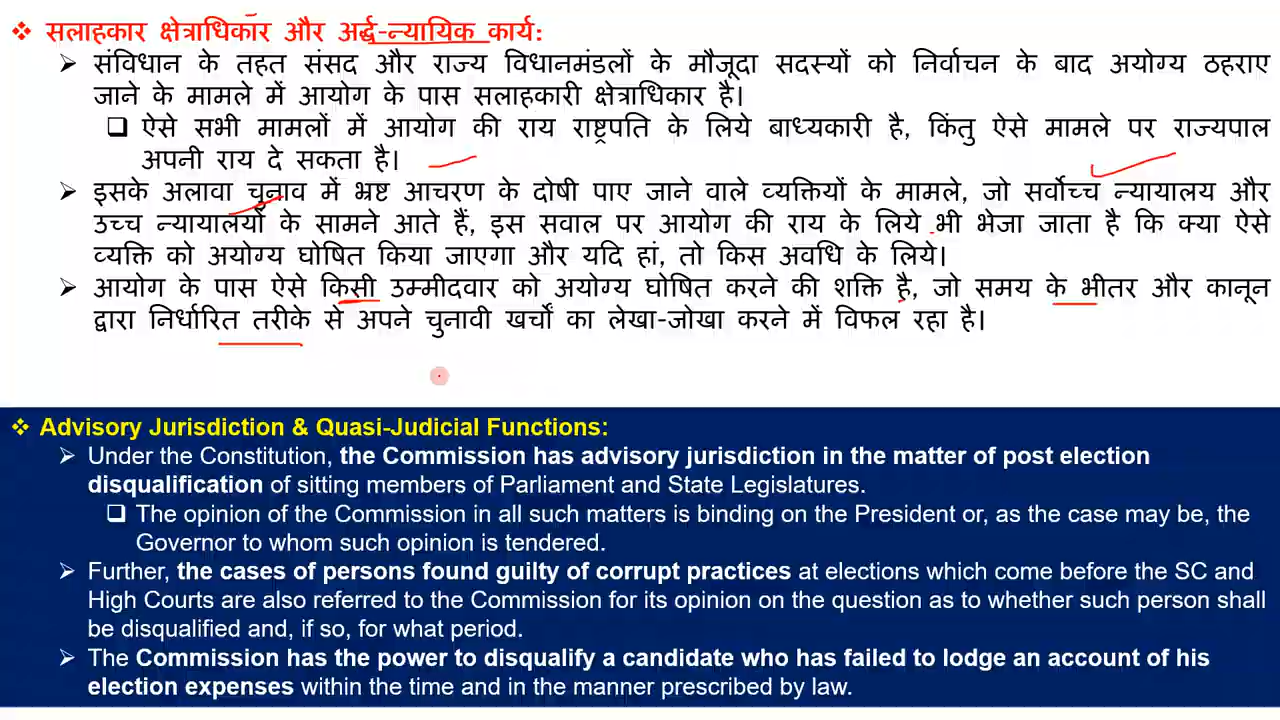 ❖ सलाहकार क्षेत्राधिकार और अर्द्ध-न्यायिक कार्य:
➢ संविधान के तहत संसद और राज्य विधानमंडलों के मौजूदा सदस्यों को निर्वाचन के बाद अयोग्य ठहराए
जाने के मामले में आयोग के पास सलाहकारी क्षेत्राधिकार है।
❑ ऐसे सभी मामलों में आयोग की राय राष्ट्रपति के लिये बाध्यकारी है, किंतु ऐसे मामले पर राज्यपाल
अपनी राय दे सकता है।
➢ इसके अलावा चुनाव में भ्रष्ट आचरण के दोषी पाए जाने वाले व्यक्तियों के मामले, जो सर्वोच्च न्यायालय और
उच्च न्यायालयों के सामने आते हैं, इस सवाल पर आयोग की राय के लिये भी भेजा जाता है कि क्या ऐसे
व्यक्ति को अयोग्य घोषित किया जाएगा और यदि हां, तो किस अवधि के लिये।
➢ आयोग के पास ऐसे किसी उम्मीदवार को अयोग्य घोषित करने की शक्ति है, जो समय के भीतर और कानून
द्वारा निर्धारित तरीके से अपने चुनावी खर्चों का लेखा-जोखा करने में विफल रहा है।
❖ Advisory Jurisdiction & Quasi-Judicial Functions:
➢ Under the Constitution, the Commission has advisory jurisdiction in the matter of post election
disqualification of sitting members of Parliament and State Legislatures.
❑ The opinion of the Commission in all such matters is binding on the President or, as the case may be, the
Governor to whom such opinion is tendered.
➢ Further, the cases of persons found guilty of corrupt practices at elections which come before the SC and
High Courts are also referred to the Commission for its opinion on the question as to whether such person shall
be disqualified and, if so, for what period.
➢ The Commission has the power to disqualify a candidate who has failed to lodge an account of his
election expenses within the time and in the manner prescribed by law.